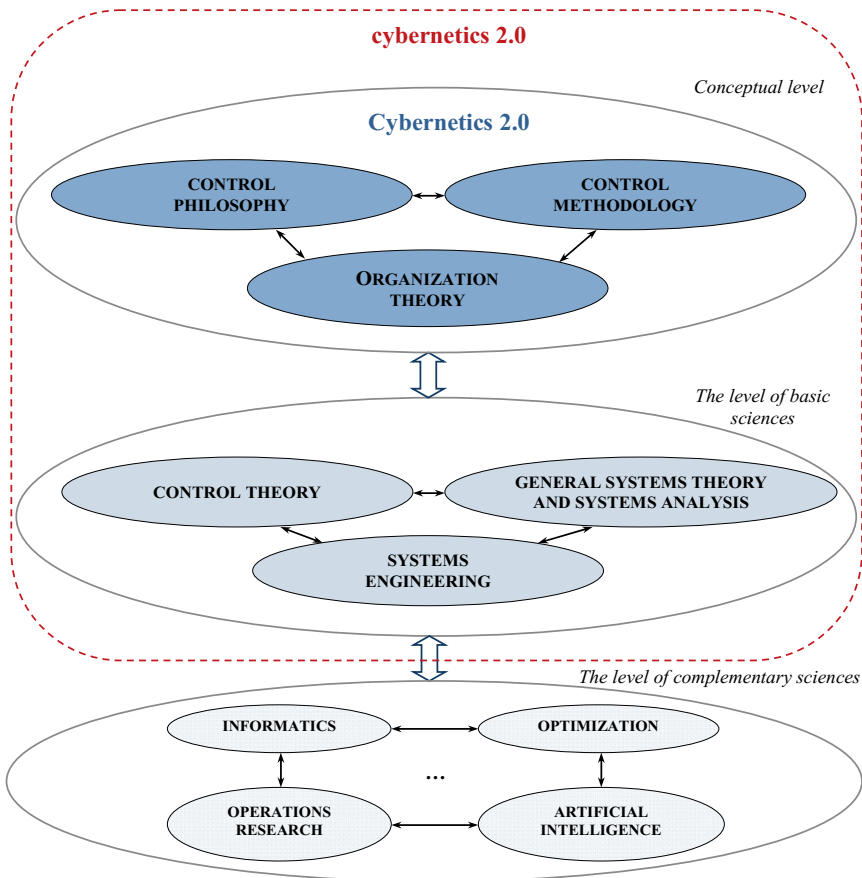 cybernetics 2.0
Conceptual level
Cybernetics 2.0
CONTROL
PHILOSOPHY
CONTROL
METHODOLOGY
ORGANIZATION
THEORY
The level of basic
sciences
CONTROL THEORY
GENERAL SYSTEMS THEORY
AND SYSTEMS ANALYSIS
SYSTEMS
ENGINEERING
The level of complementary sciences
INFORMATICS
OPTIMIZATION
...
OPERATIONS
RESEARCH
ARTIFICIAL
INTELLIGENCE